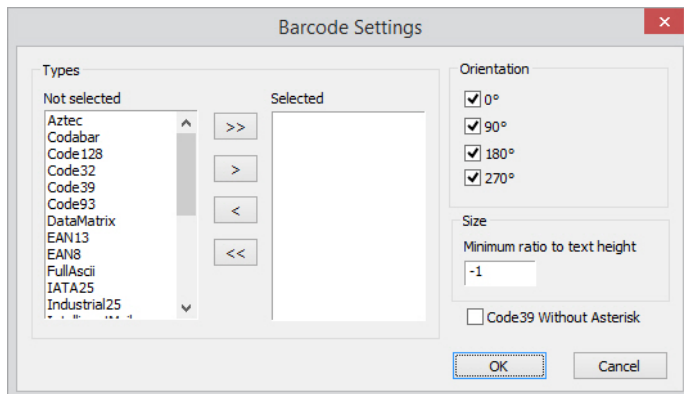 Barcode Settings
×
Types
Not selected
Selected
Aztec
Codabar
Code128
Code32
Code39
Code93
DataMatrix
EAN13
EAN8
FullAscii
IATA25
Industrial25
>>
>
<
<<
Orientation
0°
90°
180°
270°
Size
Minimum ratio to text height
-1
Code39 Without Asterisk
OK
Cancel